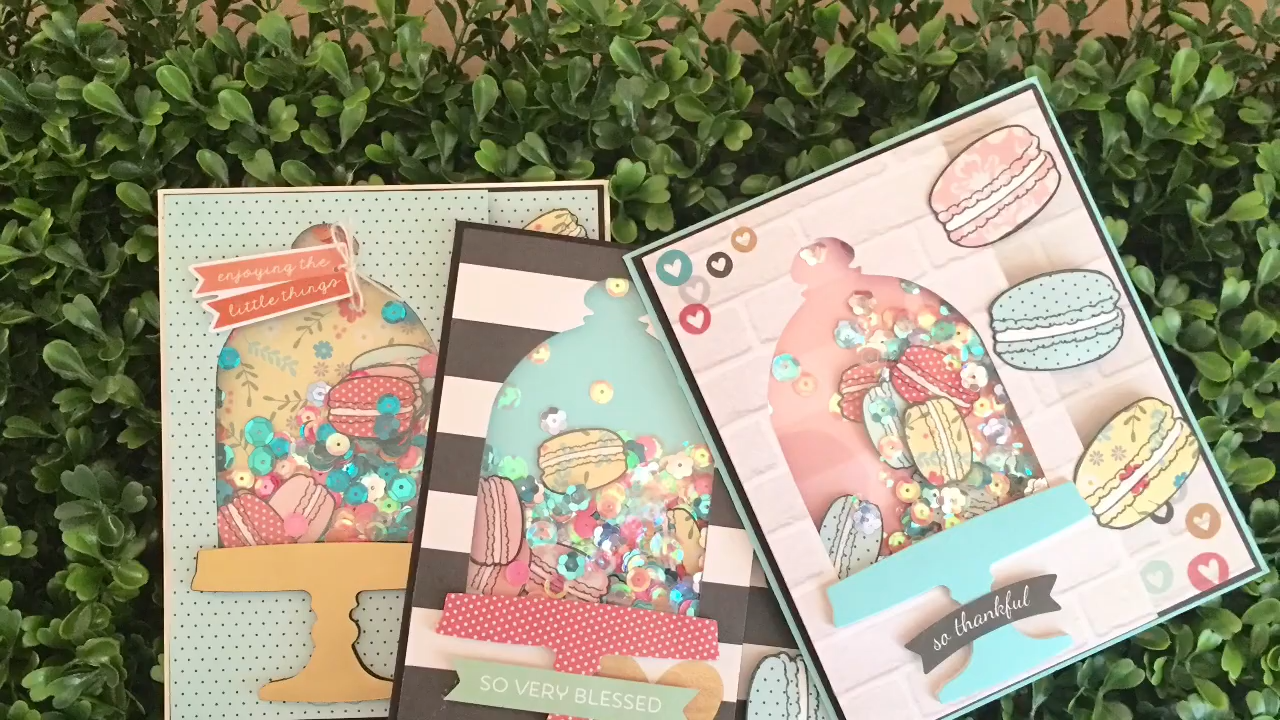 enjoying the
little things
SO VERY BLESSED
so thankful